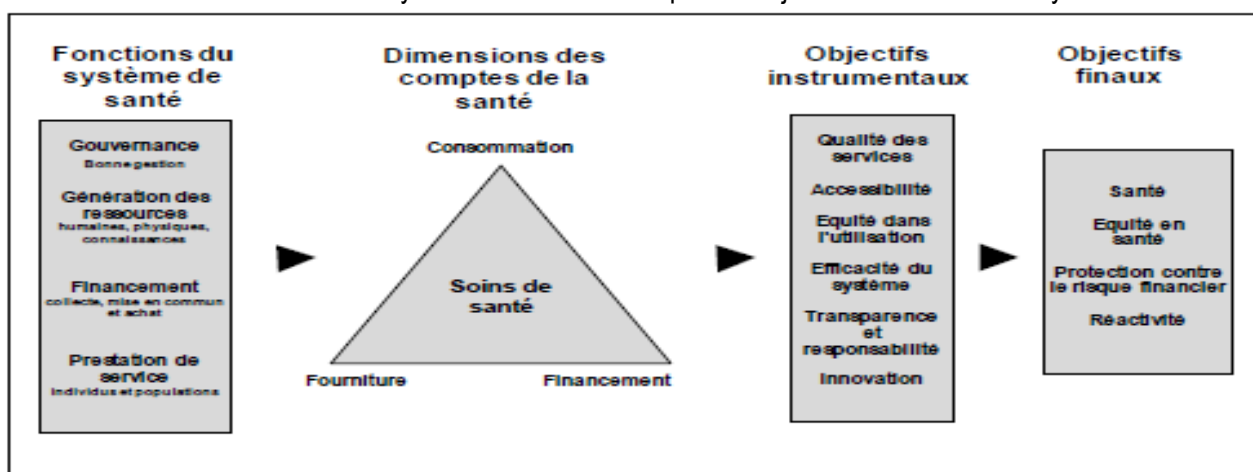 Fonctions du
système de
santé
Gouvernance
Bonne gestion
Génération des
ressources
humaines, physiques,
connaissances
Financement
collecte, mise en commun
et achat
Prestation de
service
individus et populations
Dimensions des
comptes de la
santé
Consommation
Soins de
santé
Fourniture
Financement
Objectifs
instrumentaux
Qualité des
services
Accessibilité
Equité dans
l'utilisation
Efficacité du
système
Transparence
et
responsabilité
Innovation
Objectifs
finaux
Santé
Equité en
santé
Protection contre
le risque financier
Réactivité